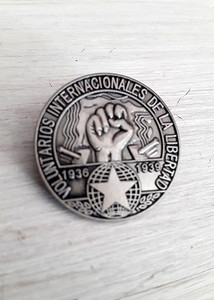 VOLUNTARIOS INTERNACIONALES DE LA LIBERTAD
1936 1939